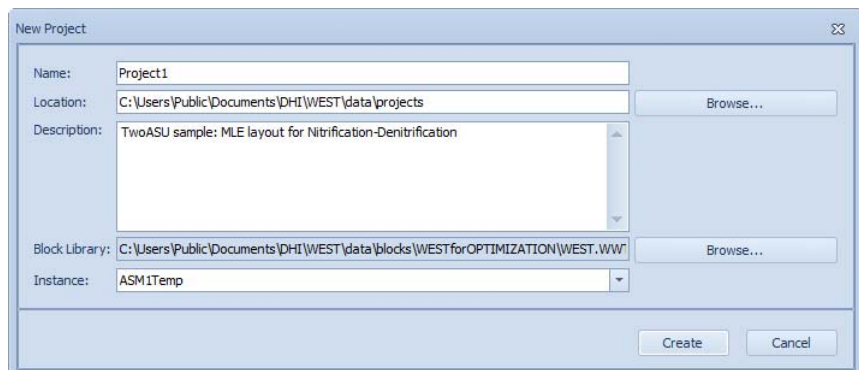 New Project
Name: Project1
Location: C:\Users\Public\Documents\DHI\WEST\data\projects Browse...
Description: TwoASU sample: MLE layout for Nitrification-Denitrification
Block Library: C:\Users\Public\Documents\DHI\WEST\data\blocks\WESTforOPTIMIZATION\WEST.WW Browse...
Instance: ASM1Temp
Create Cancel